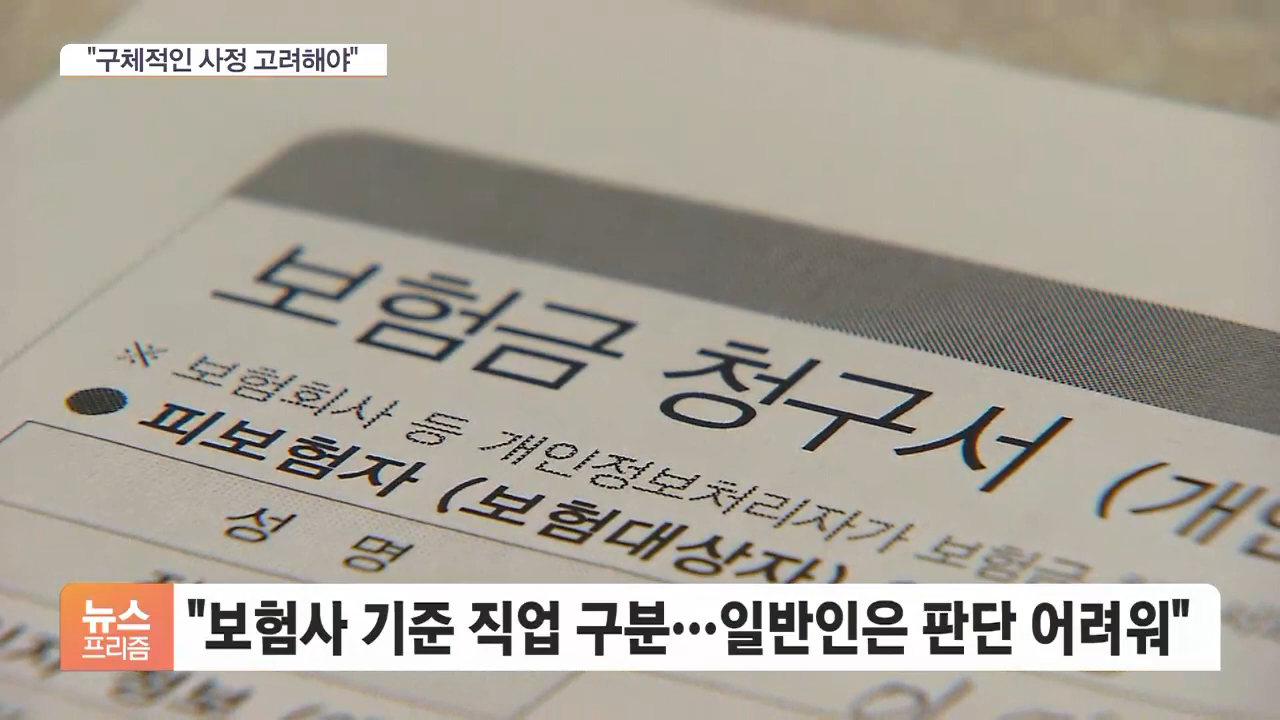 "구체적인 사정 고려해야"
보험금 청구서 (개인
※ 보험회사 등 개인정보처리자가 보험금
● 피보험자 (보험대상자)
성 명
뉴스
프리즘
"보험사 기준 직업 구분…일반인은 판단 어려워"
정보